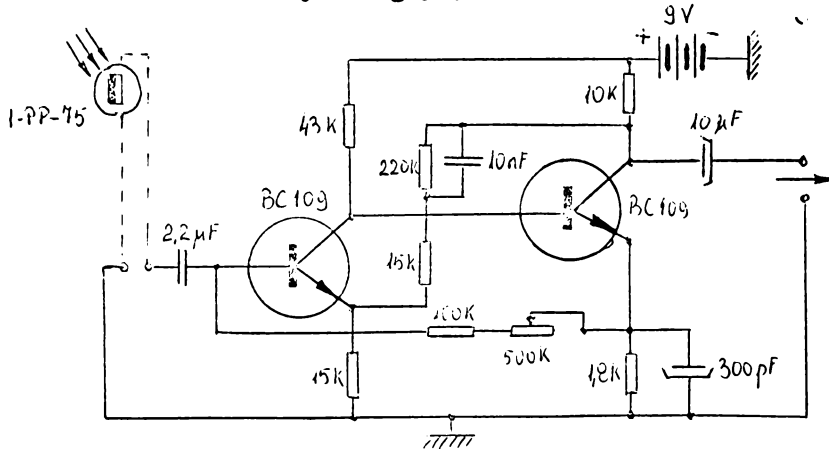 9V
+ -
1-PP-75
43K
10K
10µF
220K
10nF
BC109
BC109
2,2µF
15K
100K
500K
15K
1,2K
300pF